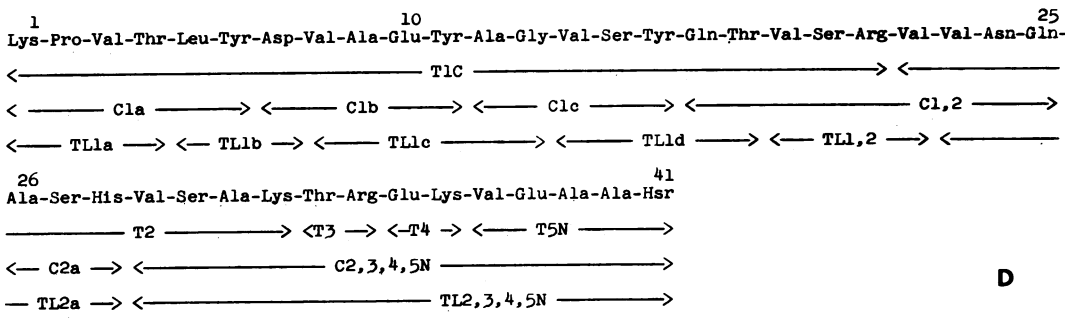 1 10 25
Lys-Pro-Val-Thr-Leu-Tyr-Asp-Val-Ala-Glu-Tyr-Ala-Gly-Val-Ser-Tyr-Gln-Thr-Val-Ser-Arg-Val-Val-Asn-Gln-
T1C
C1a C1b C1c C1,2
TL1a TL1b TL1c TL1d TL1,2
26 41
Ala-Ser-His-Val-Ser-Ala-Lys-Thr-Arg-Glu-Lys-Val-Glu-Ala-Ala-Hsr
T2 T3 T4 T5N
C2a C2,3,4,5N
D
TL2a TL2,3,4,5N